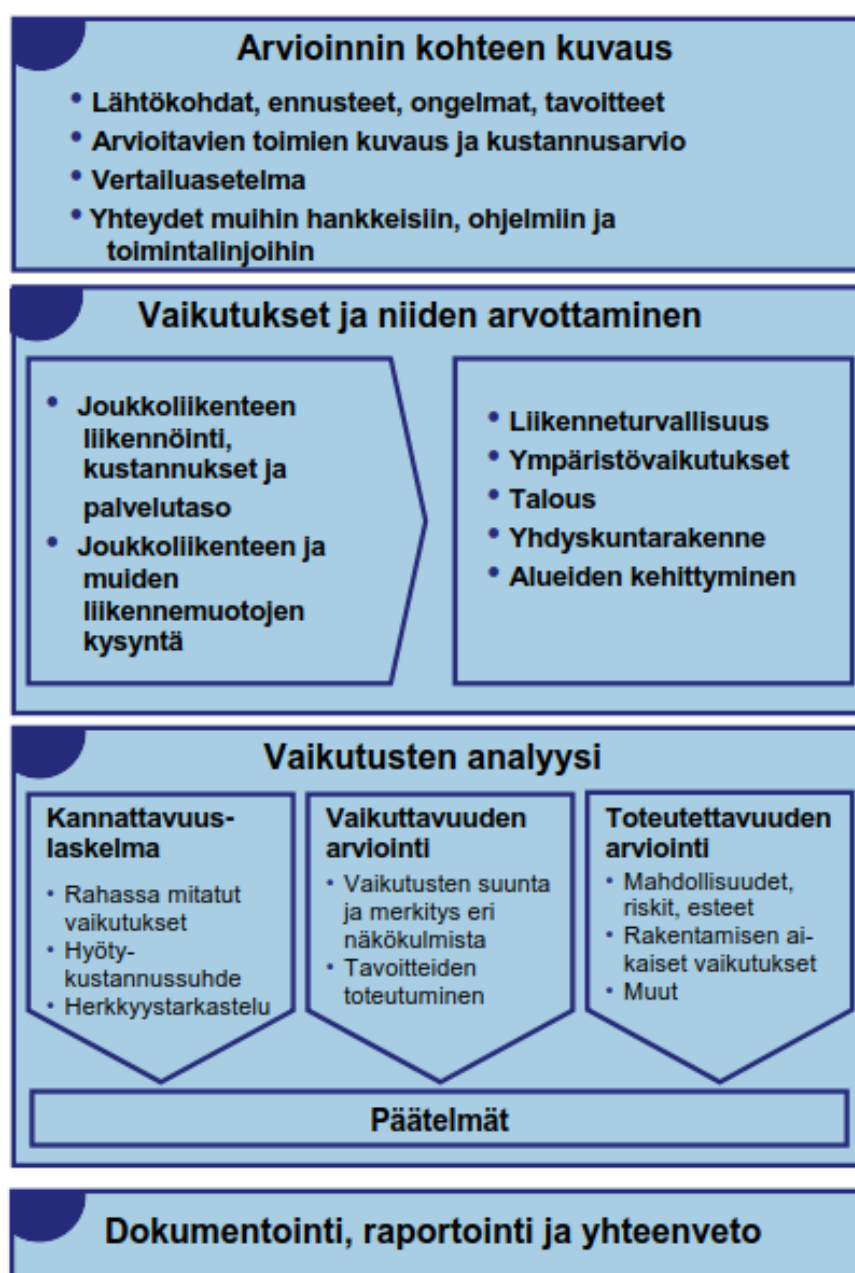 Arvioinnin kohteen kuvaus
• Lähtökohdat, ennusteet, ongelmat, tavoitteet
• Arvioitavien toimien kuvaus ja kustannusarvio
• Vertailuasetelma
• Yhteydet muihin hankkeisiin, ohjelmiin ja
toimintalinjoihin
Vaikutukset ja niiden arvottaminen
• Joukkoliikenteen
liikennöinti,
kustannukset ja
palvelutaso
• Joukkoliikenteen ja
muiden
liikennemuotojen
kysyntä
• Liikenneturvallisuus
• Ympäristövaikutukset
• Talous
• Yhdyskuntarakenne
• Alueiden kehittyminen
Vaikutusten analyysi
Kannattavuus-
laskelma
• Rahassa mitatut
vaikutukset
• Hyöty-
kustannussuhde
• Herkkyystarkastelu
Vaikuttavuuden
arviointi
• Vaikutusten suunta
ja merkitys eri
näkökulmista
• Tavoitteiden
toteutuminen
Toteutettavuuden
arviointi
• Mahdollisuudet,
riskit, esteet
• Rakentamisen ai-
kaiset vaikutukset
• Muut
Päätelmät
Dokumentointi, raportointi ja yhteenveto